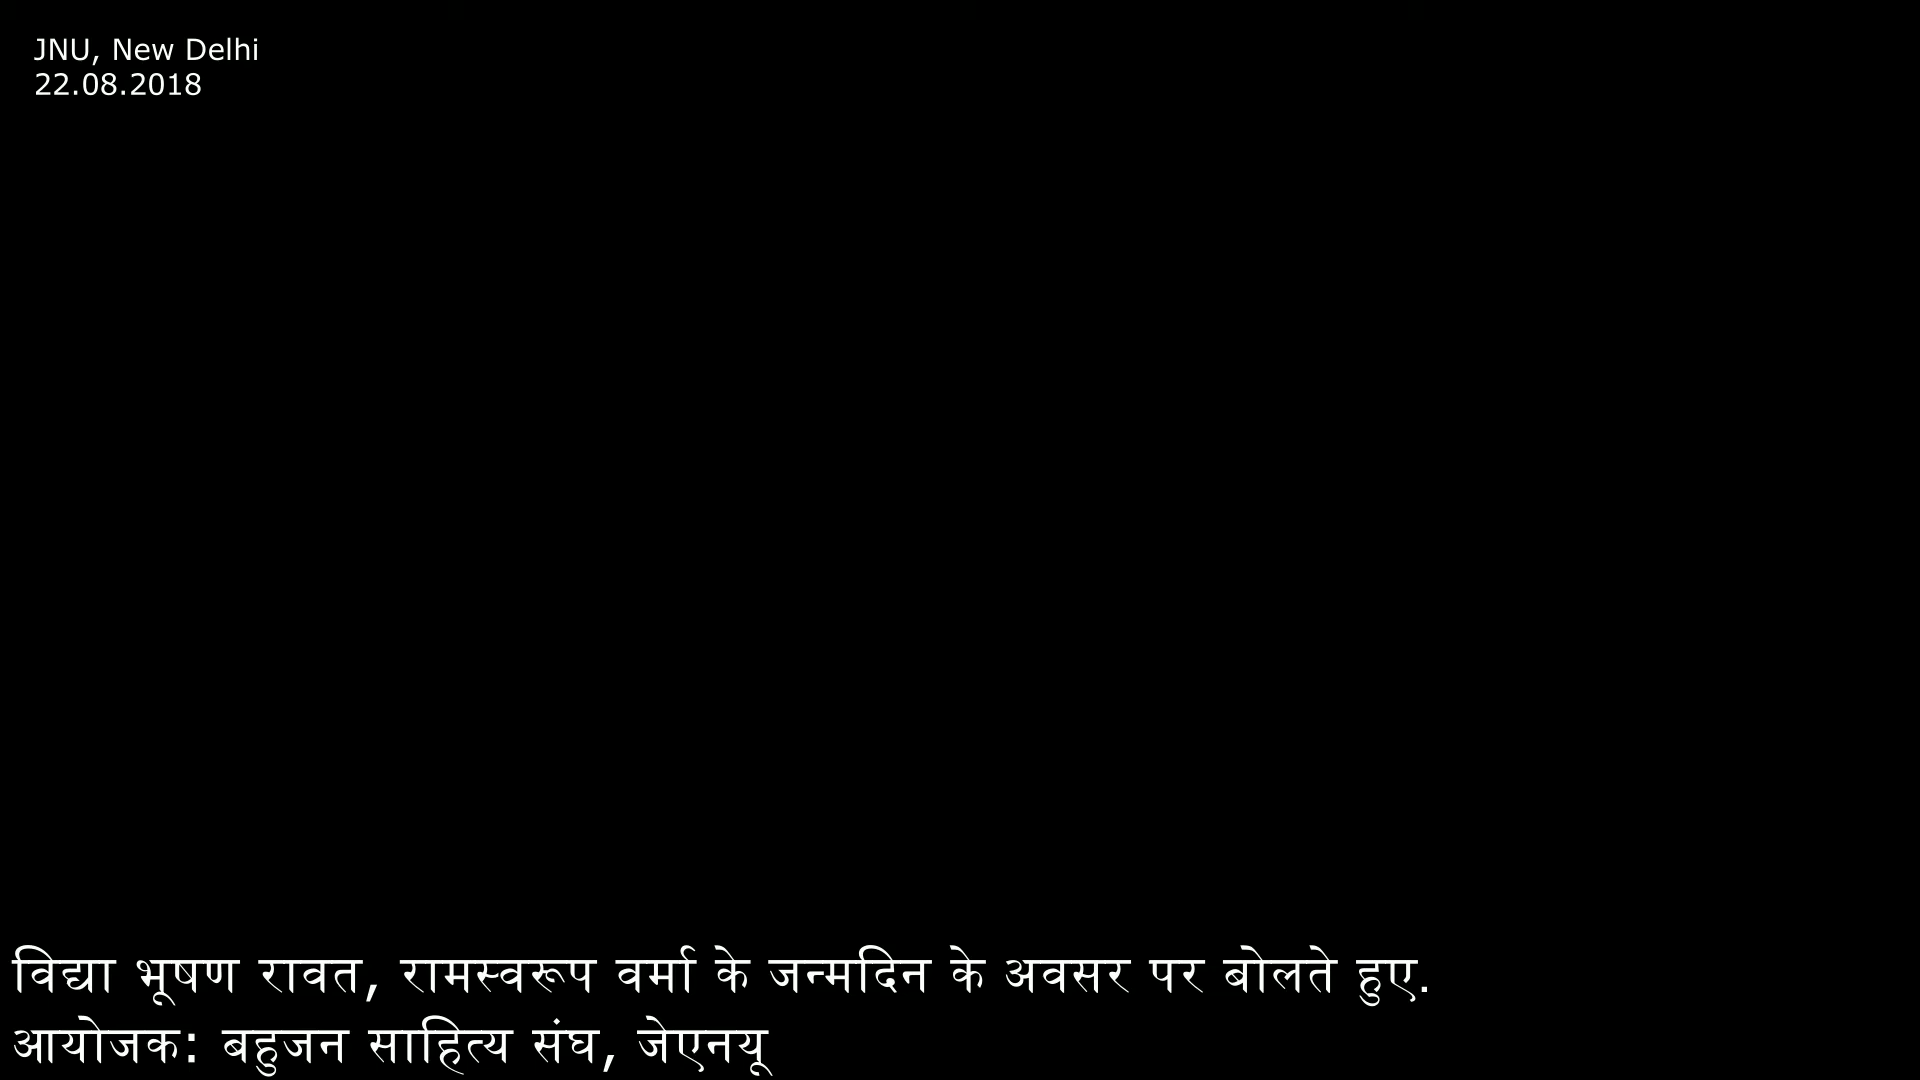 JNU, New Delhi
22.08.2018
विद्या भूषण रावत, रामस्वरूप वर्मा के जन्मदिन के अवसर पर बोलते हुए.
आयोजक: बहुजन साहित्य संघ, जेएनयू